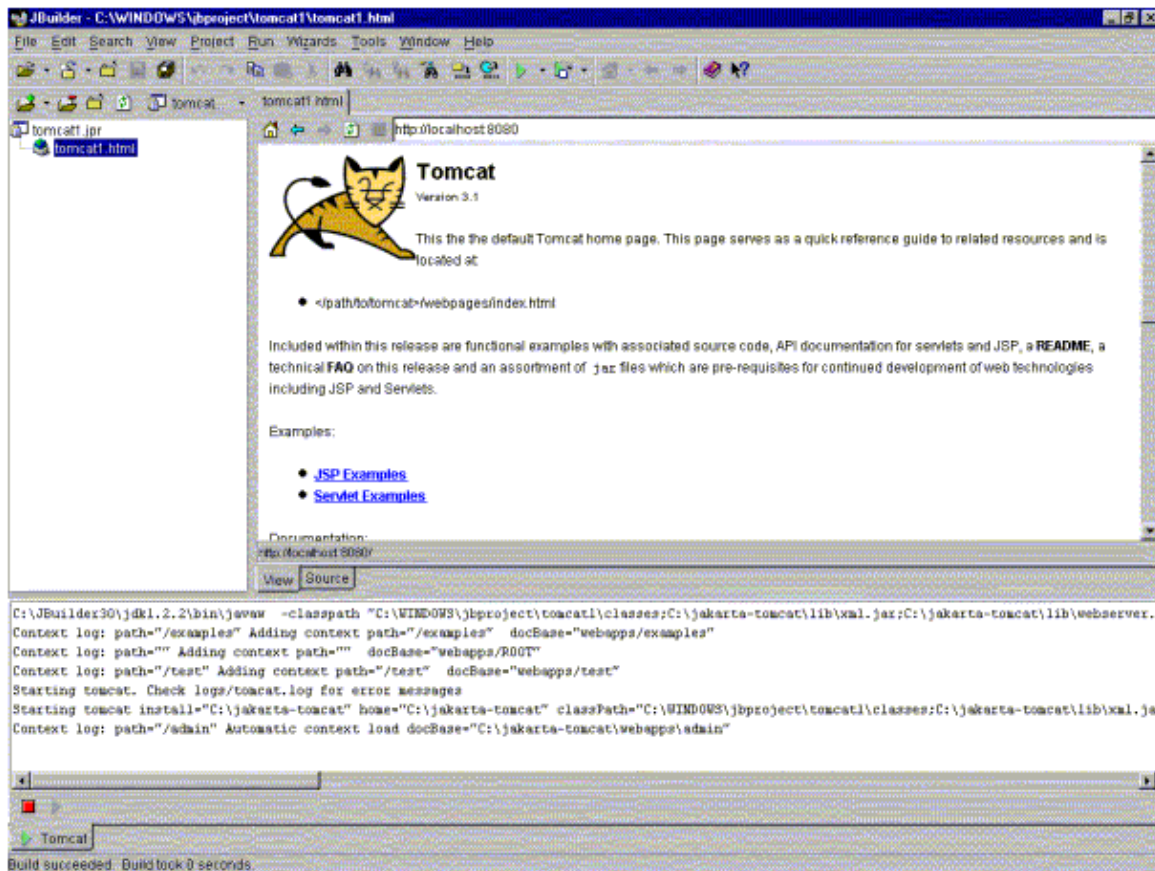 JBuilder - C:\WINDOWS\jbproject\tomcat1\tomcat1.html
File Edit Search View Project Run Wizards Tools Window Help
tomcat
tomcat1.html
tomcat1.jpr
tomcat1.html
http://localhost:8080
Tomcat
Version 3.1
This the the default Tomcat home page. This page serves as a quick reference guide to related resources and is
located at:
</path/to/tomcat>/webpages/index.html
Included within this release are functional examples with associated source code, API documentation for servlets and JSP, a README, a
technical FAQ on this release and an assortment of jar files which are pre-requisites for continued development of web technologies
including JSP and Servlets.
Examples:
JSP Examples
Servlet Examples
Documentation:
http://localhost:8080/
View Source
C:\JBuilder30\jdk1.2.2\bin\javaw -classpath "C:\WINDOWS\jbproject\tomcat1\classes;C:\jakarta-tomcat\lib\xml.jar;C:\jakarta-tomcat\lib\webserver.
Context log: path="/examples" Adding context path="/examples" docBase="webapps/examples"
Context log: path="" Adding context path="" docBase="webapps/ROOT"
Context log: path="/test" Adding context path="/test" docBase="webapps/test"
Starting tomcat. Check logs/tomcat.log for error messages
Starting tomcat install="C:\jakarta-tomcat" home="C:\jakarta-tomcat" classPath="C:\WINDOWS\jbproject\tomcat1\classes;C:\jakarta-tomcat\lib\xml.ja
Context log: path="/admin" Automatic context load docBase="C:\jakarta-tomcat\webapps\admin"
Tomcat
Build succeeded. Build took 0 seconds.